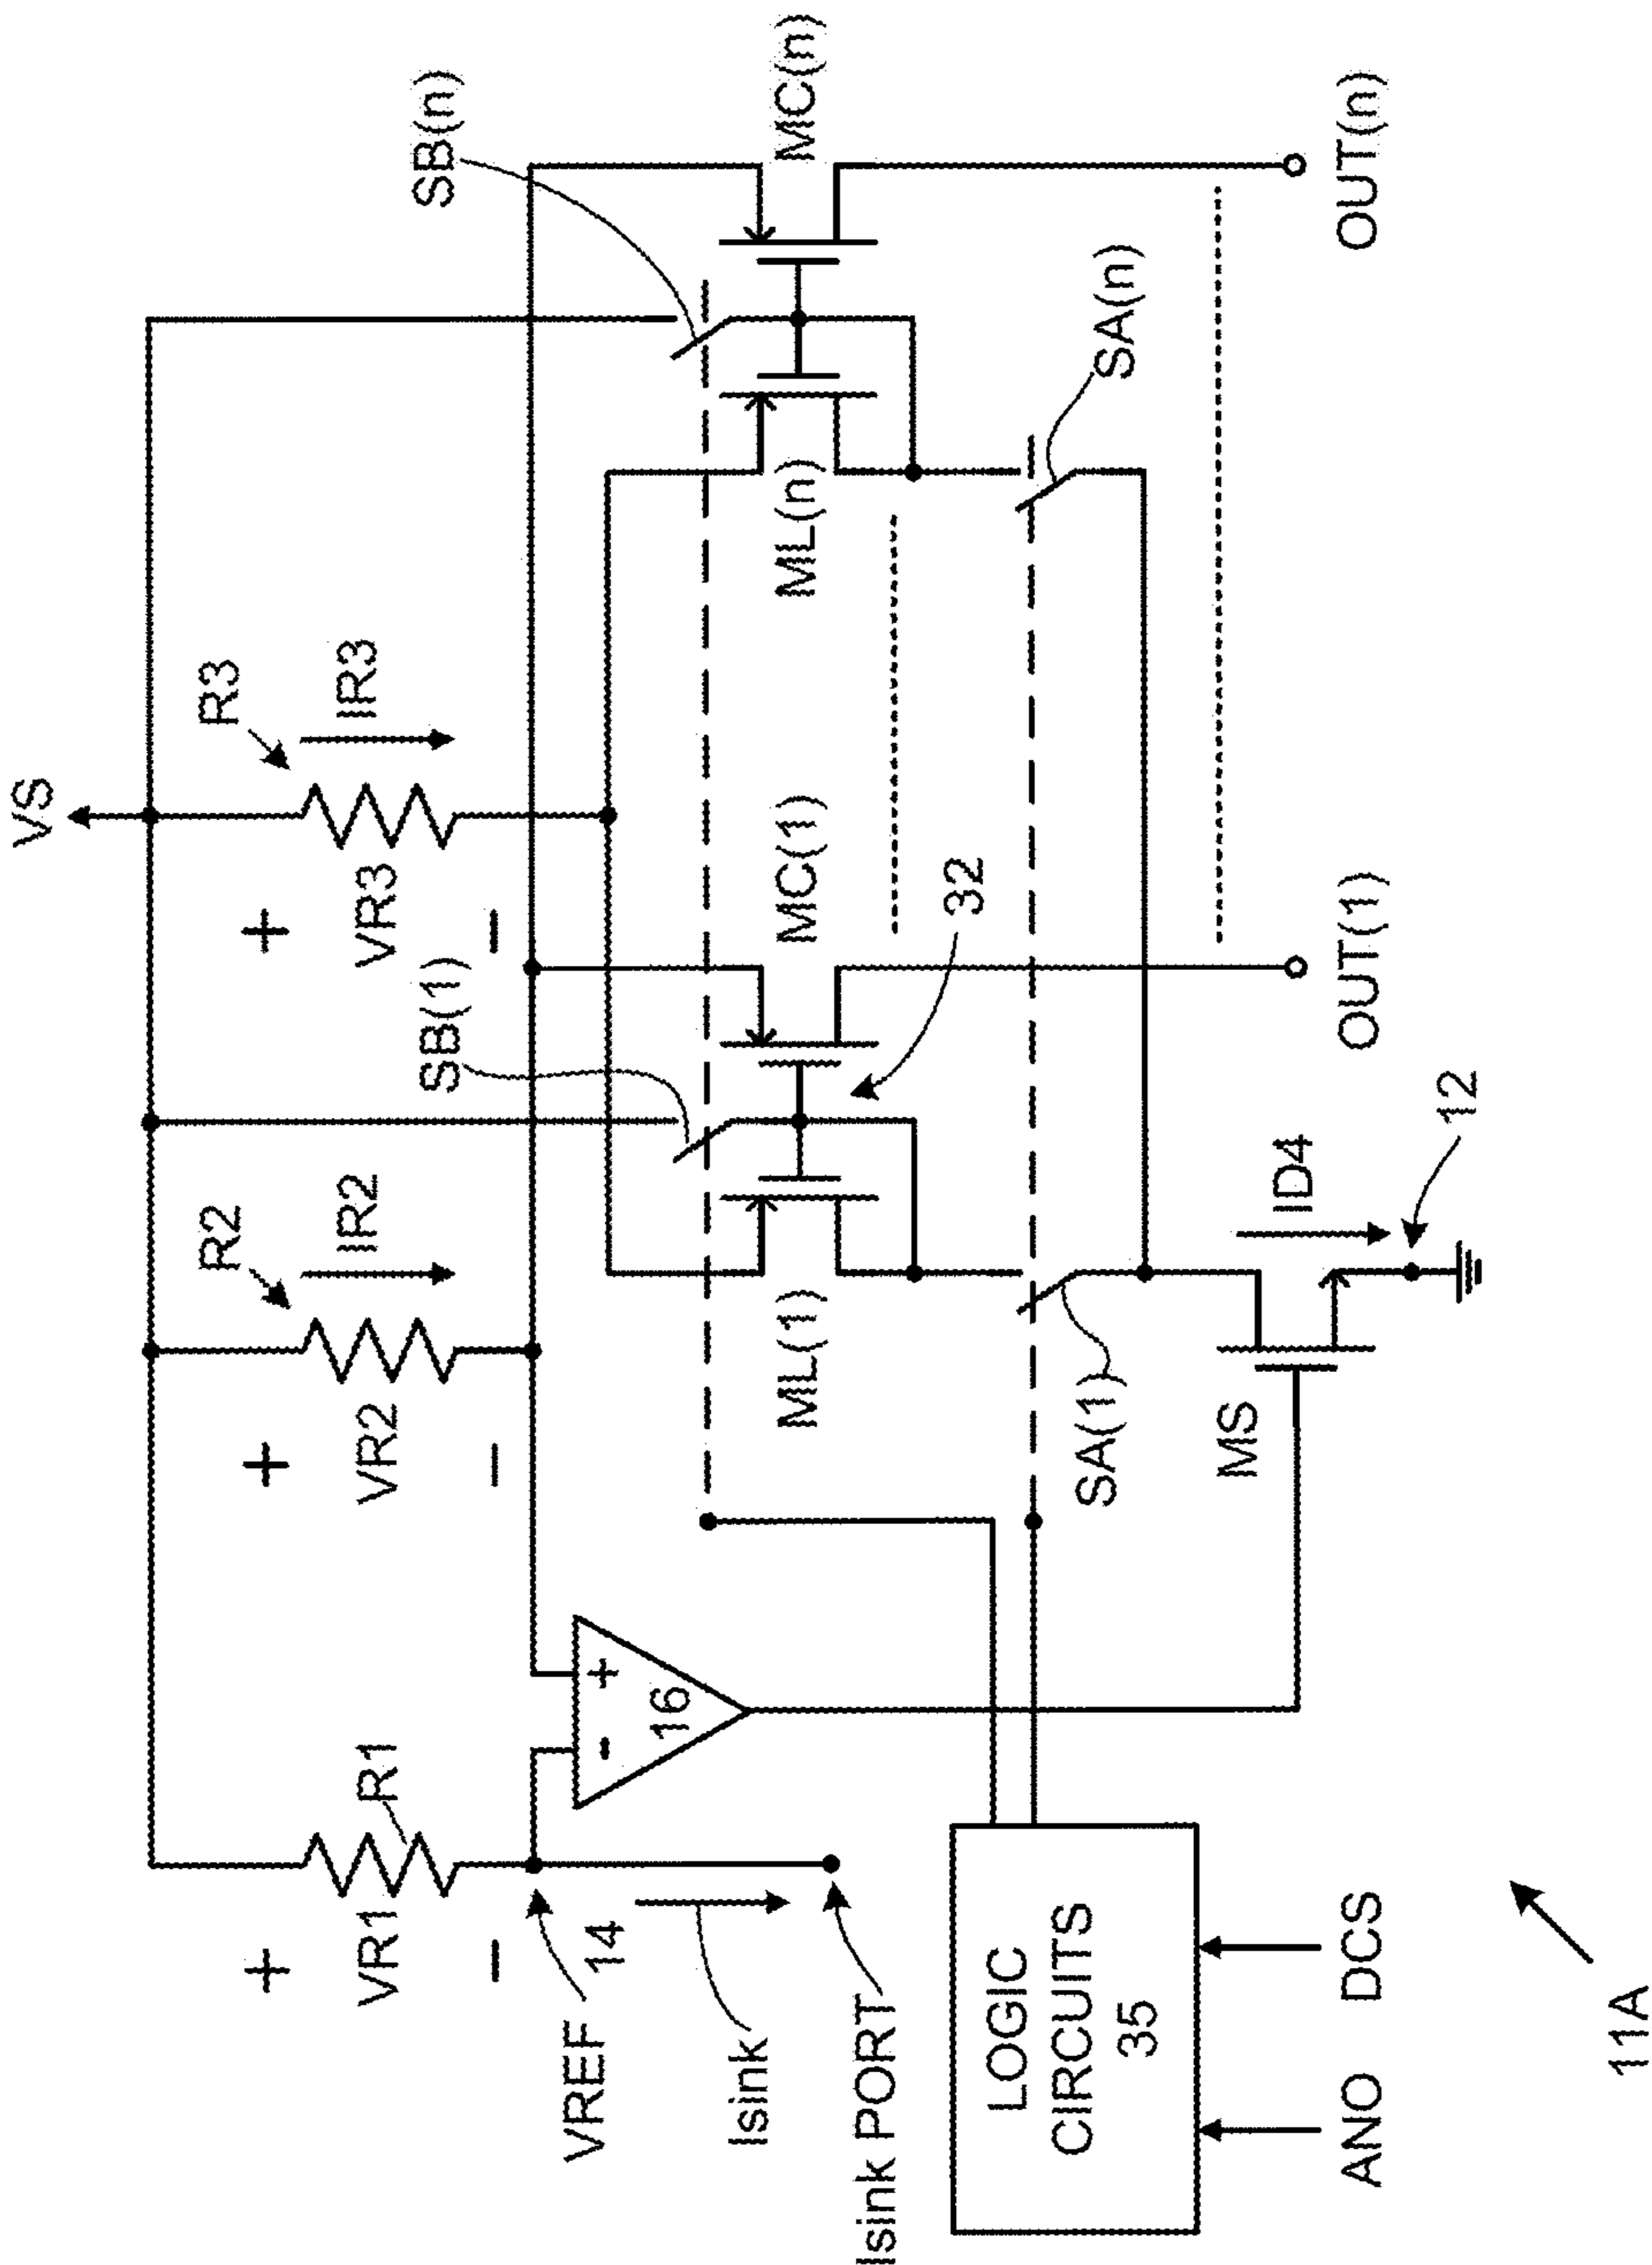 VS
R1
VR1
+
−
R2
IR2
VR2
+
−
R3
IR3
VR3
+
−
VREF
14
Isink
Isink PORT
16
-
+
SB(1)
SB(n)
ML(1)
MC(1)
32
ML(n)
MC(n)
SA(1)
SA(n)
MS
ID4
12
OUT(1)
OUT(n)
LOGIC
CIRCUITS
35
ANO
DCS
11A